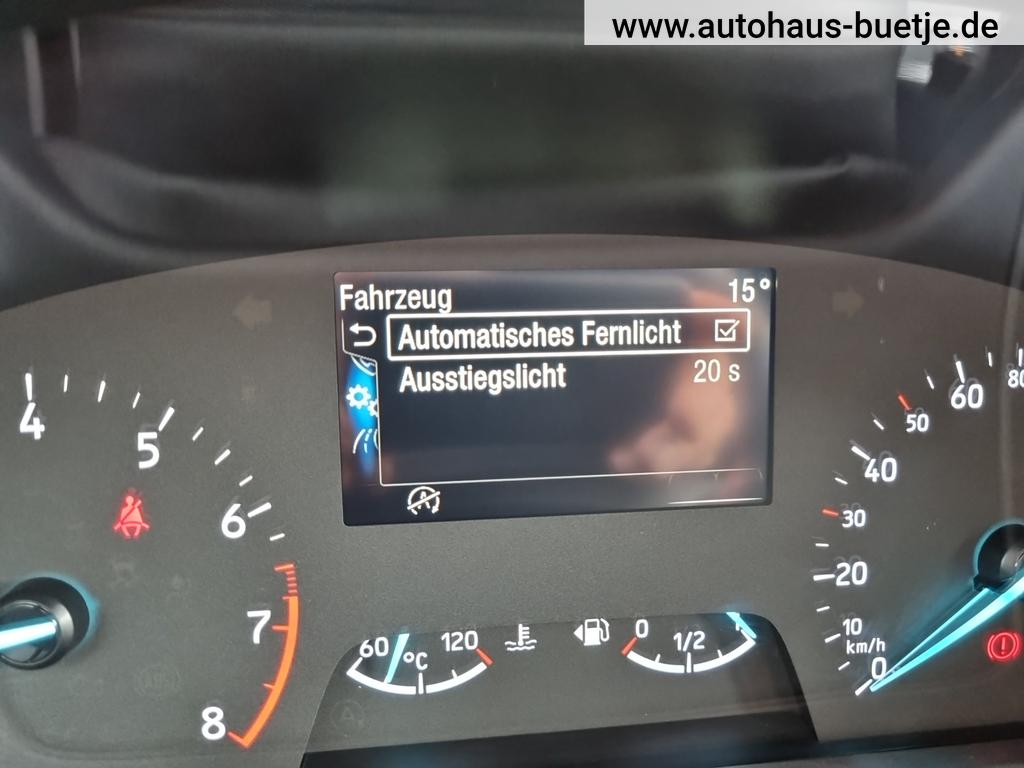 www.autohaus-buetje.de
Fahrzeug 15°
Automatisches Fernlicht
Ausstiegslicht 20 s
4
5
6
7
8
60 °C 120
0 1/2 1
0
10
km/h
20
30
40
50
60
80